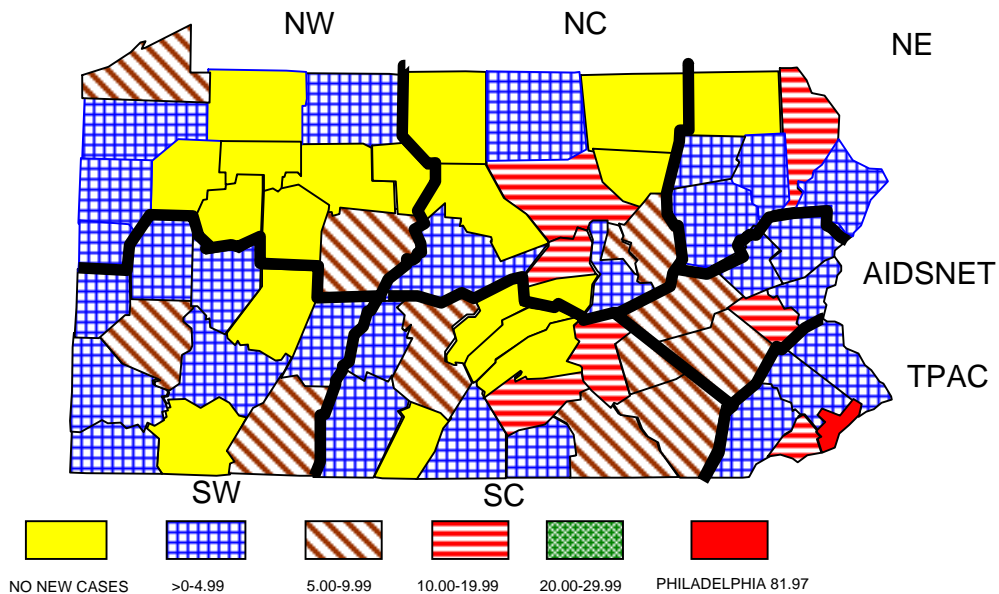 NW
NC
NE
AIDSNET
TPAC
SW
SC
NO NEW CASES
>0-4.99
5.00-9.99
10.00-19.99
20.00-29.99
PHILADELPHIA 81.97